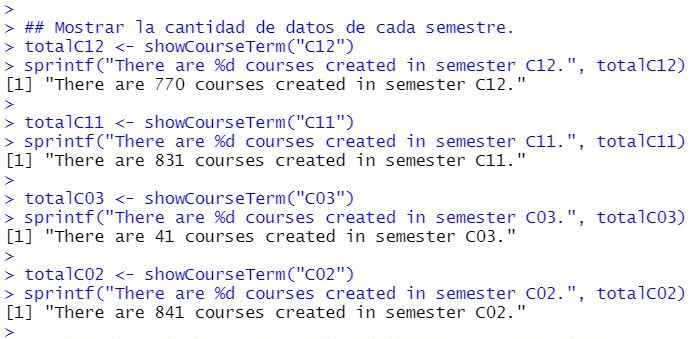 >
> ## Mostrar la cantidad de datos de cada semestre.
> totalC12 <- showCourseTerm("C12")
> sprintf("There are %d courses created in semester C12.", totalC12)
[1] "There are 770 courses created in semester C12."
>
> totalC11 <- showCourseTerm("C11")
> sprintf("There are %d courses created in semester C11.", totalC11)
[1] "There are 831 courses created in semester C11."
>
> totalC03 <- showCourseTerm("C03")
> sprintf("There are %d courses created in semester C03.", totalC03)
[1] "There are 41 courses created in semester C03."
>
> totalC02 <- showCourseTerm("C02")
> sprintf("There are %d courses created in semester C02.", totalC02)
[1] "There are 841 courses created in semester C02."
>